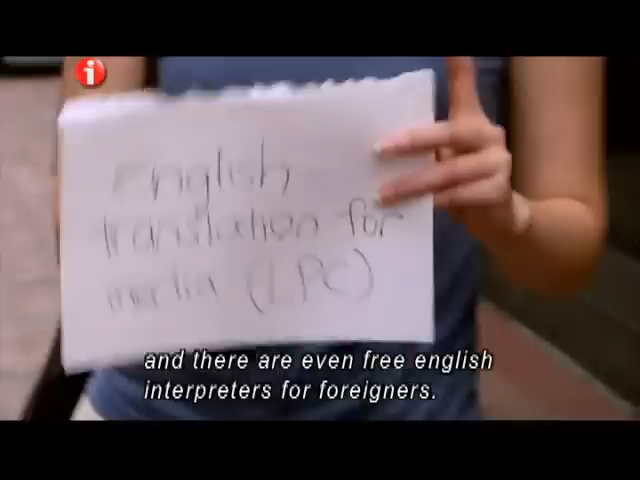 i
English
translation for
media (LPC)
and there are even free english
interpreters for foreigners.